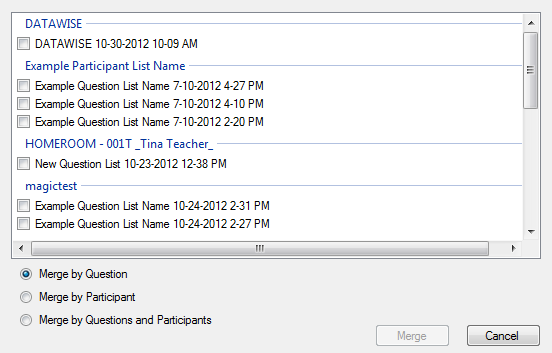 DATAWISE
DATAWISE 10-30-2012 10-09 AM
Example Participant List Name
Example Question List Name 7-10-2012 4-27 PM
Example Question List Name 7-10-2012 4-10 PM
Example Question List Name 7-10-2012 2-20 PM
HOMEROOM - 001T _Tina Teacher_
New Question List 10-23-2012 12-38 PM
magictest
Example Question List Name 10-24-2012 2-31 PM
Example Question List Name 10-24-2012 2-27 PM
Merge by Question
Merge by Participant
Merge by Questions and Participants
Merge Cancel